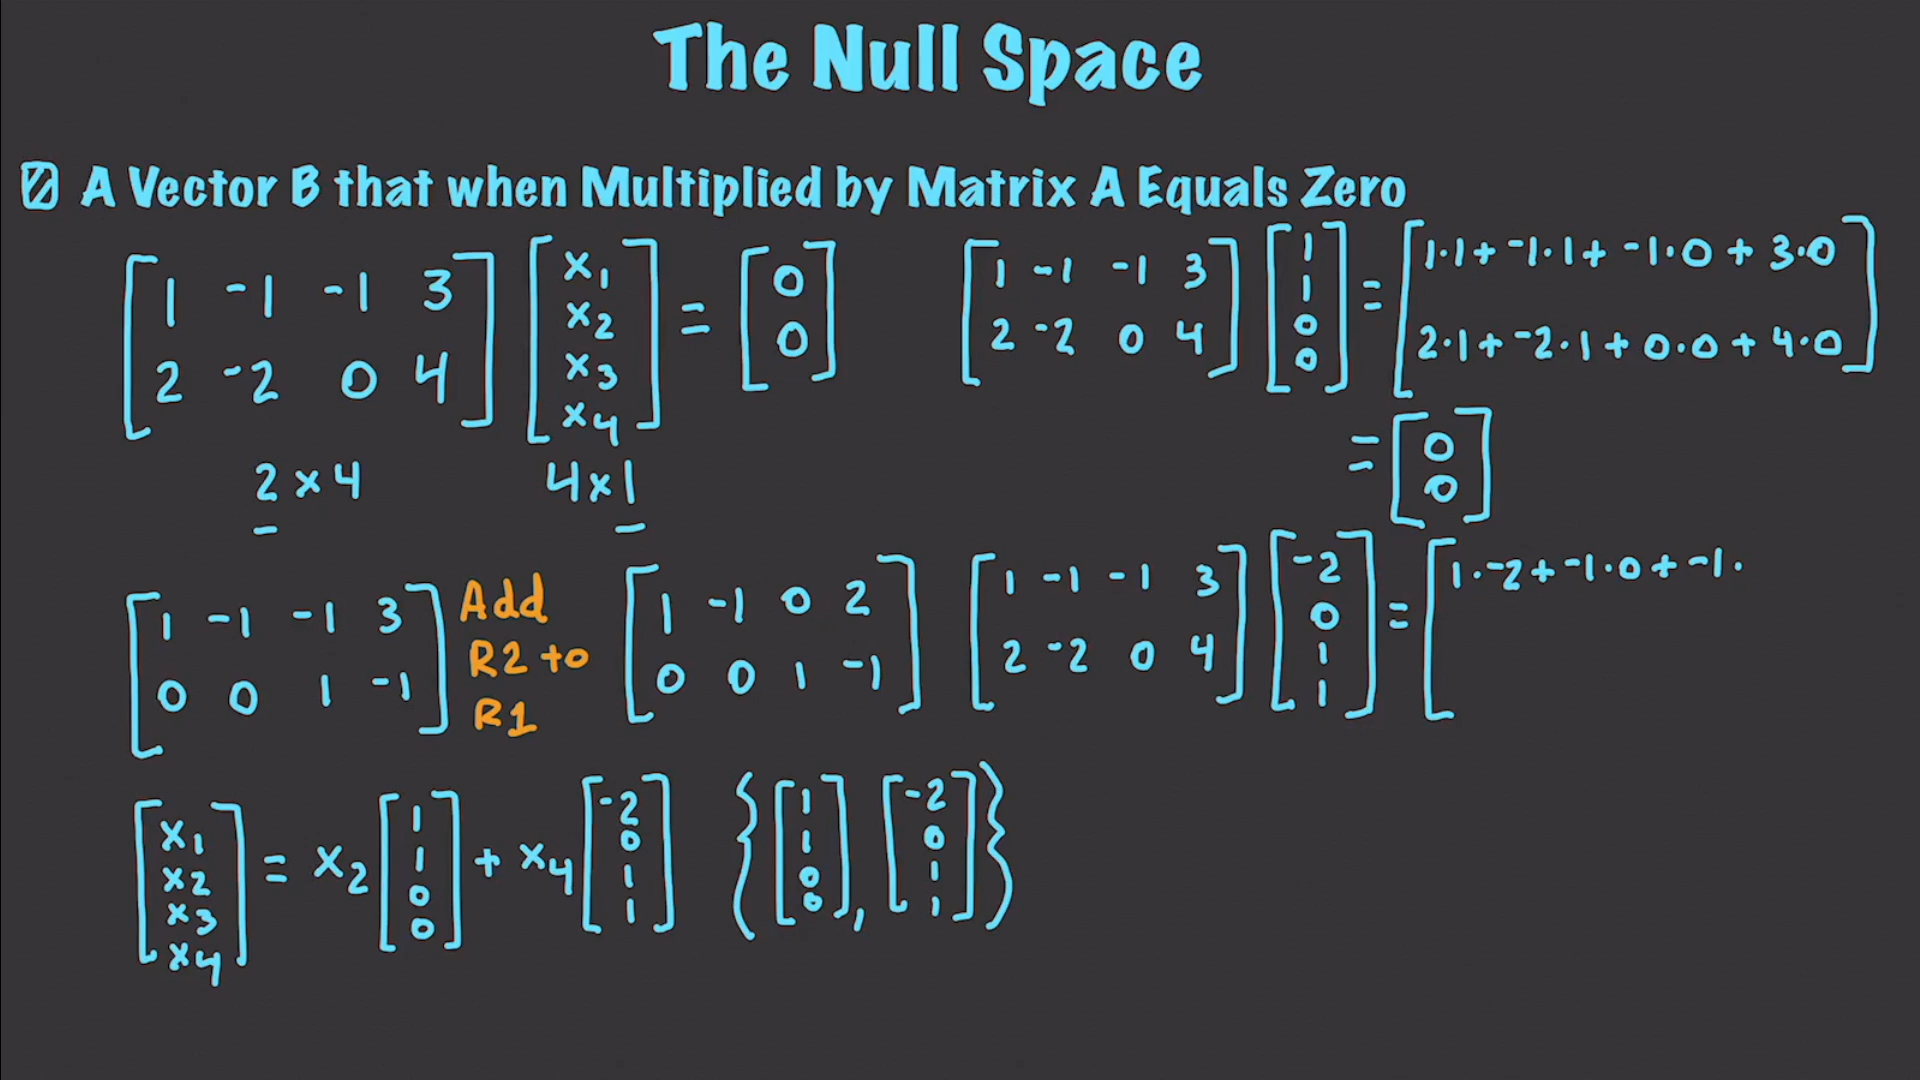 The Null Space
A Vector B that when Multiplied by Matrix A Equals Zero
[1 -1 -1 3; 2 -2 0 4] [x1; x2; x3; x4] = [0; 0]
2 x 4 4 x 1
[1 -1 -1 3; 2 -2 0 4] [1; 1; 0; 0] = [1·1 + -1·1 + -1·0 + 3·0; 2·1 + -2·1 + 0·0 + 4·0]
= [0; 0]
[1 -1 -1 3; 0 0 1 -1] Add R2 to R1 [1 -1 0 2; 0 0 1 -1]
[1 -1 -1 3; 2 -2 0 4] [-2; 0; 1; 1] = [1·-2 + -1·0 + -1·
[x1; x2; x3; x4] = x2 [1; 1; 0; 0] + x4 [-2; 0; 1; 1]
{[1; 1; 0; 0], [-2; 0; 1; 1]}